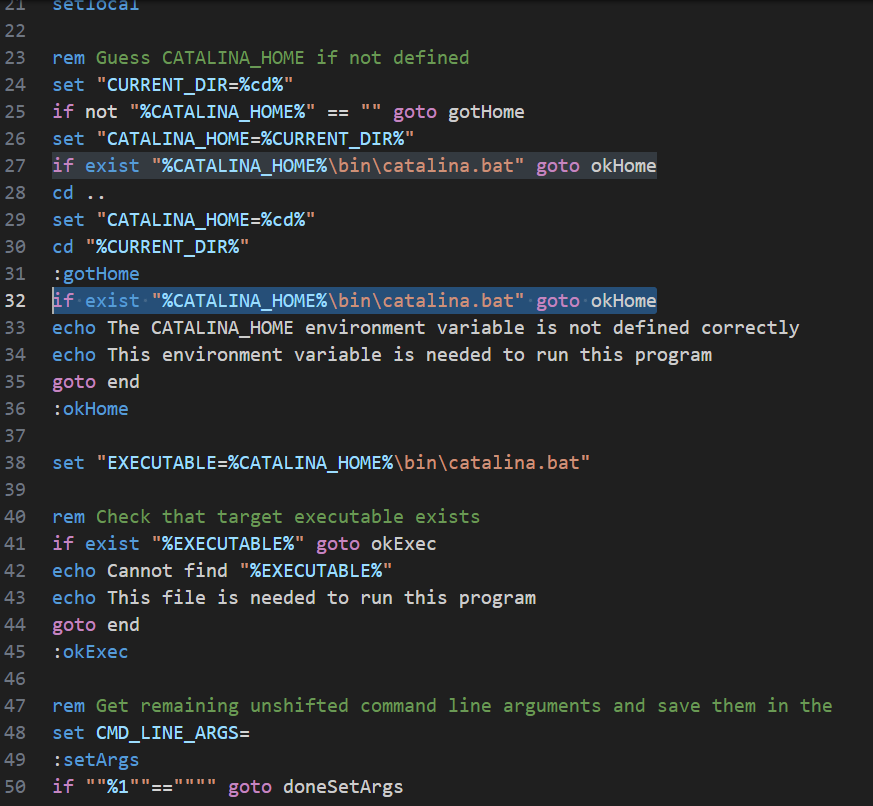 21 setlocal
22
23 rem Guess CATALINA_HOME if not defined
24 set "CURRENT_DIR=%cd%"
25 if not "%CATALINA_HOME%" == "" goto gotHome
26 set "CATALINA_HOME=%CURRENT_DIR%"
27 if exist "%CATALINA_HOME%\bin\catalina.bat" goto okHome
28 cd ..
29 set "CATALINA_HOME=%cd%"
30 cd "%CURRENT_DIR%"
31 :gotHome
32 if exist "%CATALINA_HOME%\bin\catalina.bat" goto okHome
33 echo The CATALINA_HOME environment variable is not defined correctly
34 echo This environment variable is needed to run this program
35 goto end
36 :okHome
37
38 set "EXECUTABLE=%CATALINA_HOME%\bin\catalina.bat"
39
40 rem Check that target executable exists
41 if exist "%EXECUTABLE%" goto okExec
42 echo Cannot find "%EXECUTABLE%"
43 echo This file is needed to run this program
44 goto end
45 :okExec
46
47 rem Get remaining unshifted command line arguments and save them in the
48 set CMD_LINE_ARGS=
49 :setArgs
50 if ""%1""=="""" goto doneSetArgs